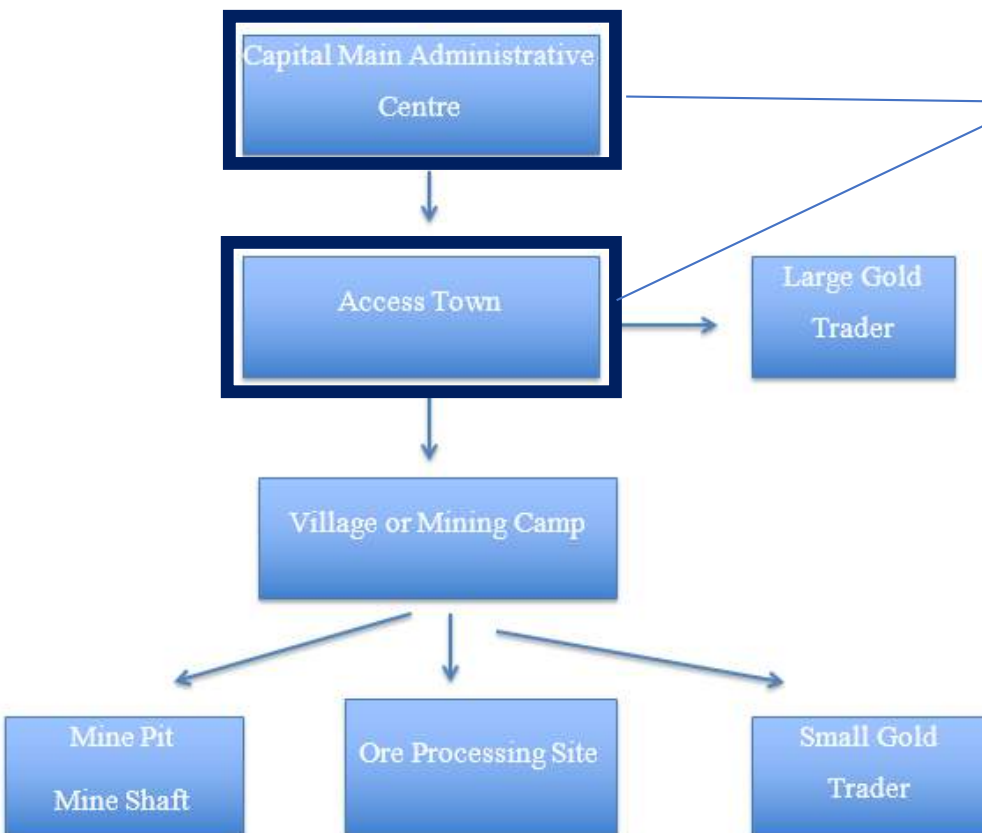 Capital Main Administrative
Centre
Access Town
Large Gold
Trader
Village or Mining Camp
Mine Pit
Mine Shaft
Ore Processing Site
Small Gold
Trader